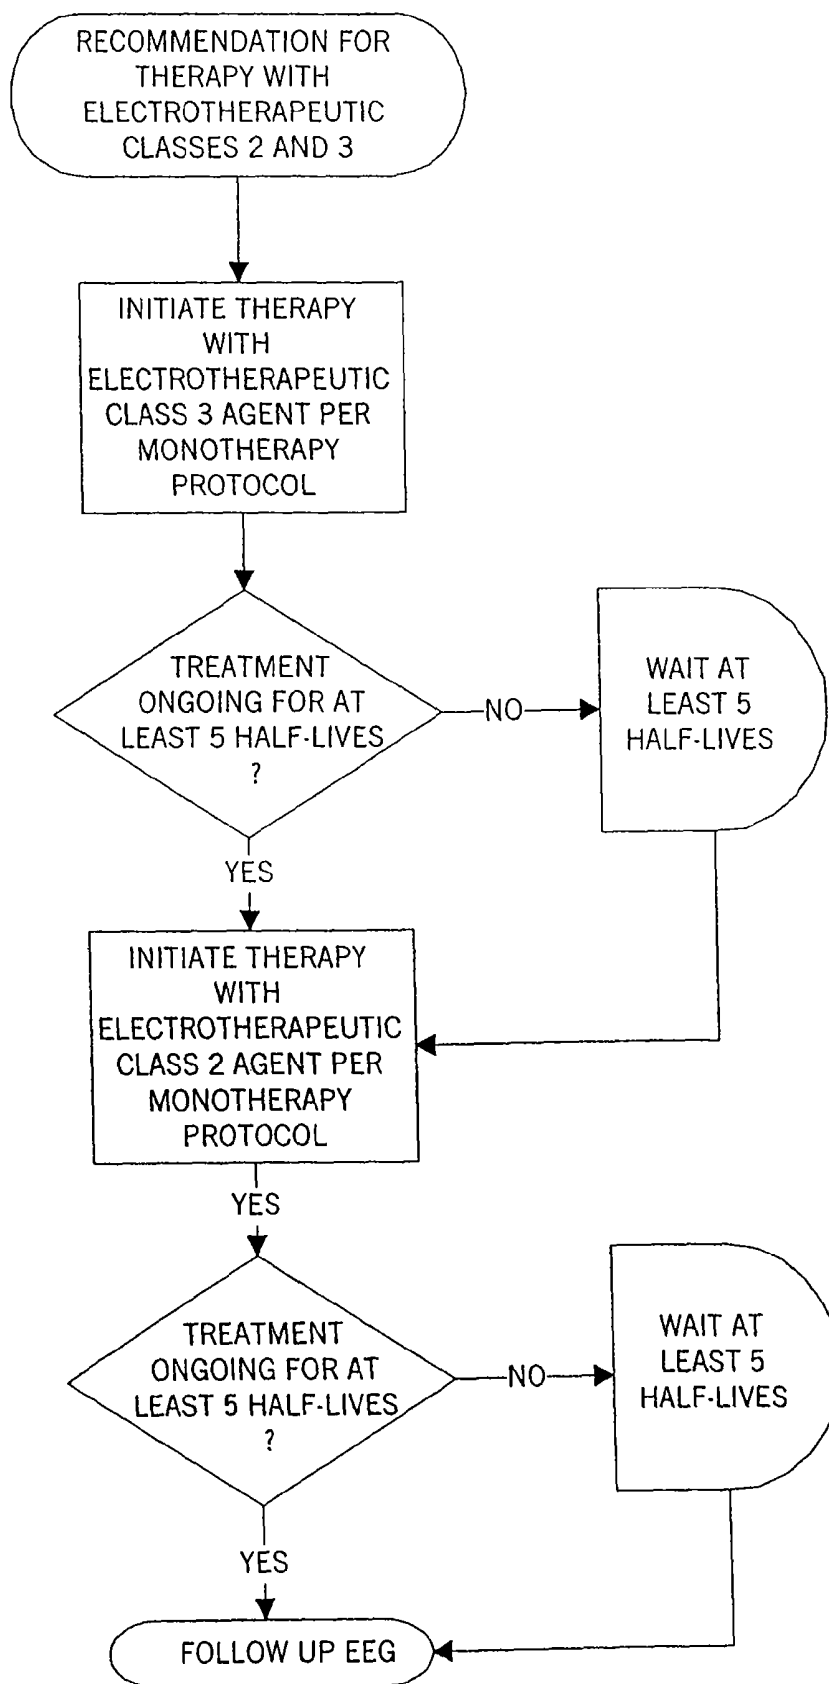 RECOMMENDATION FOR
THERAPY WITH
ELECTROTHERAPEUTIC
CLASSES 2 AND 3
INITIATE THERAPY
WITH
ELECTROTHERAPEUTIC
CLASS 3 AGENT PER
MONOTHERAPY
PROTOCOL
TREATMENT
ONGOING FOR AT
LEAST 5 HALF-LIVES
?
NO
WAIT AT
LEAST 5
HALF-LIVES
YES
INITIATE THERAPY
WITH
ELECTROTHERAPEUTIC
CLASS 2 AGENT PER
MONOTHERAPY
PROTOCOL
YES
TREATMENT
ONGOING FOR AT
LEAST 5 HALF-LIVES
?
NO
WAIT AT
LEAST 5
HALF-LIVES
YES
FOLLOW UP EEG